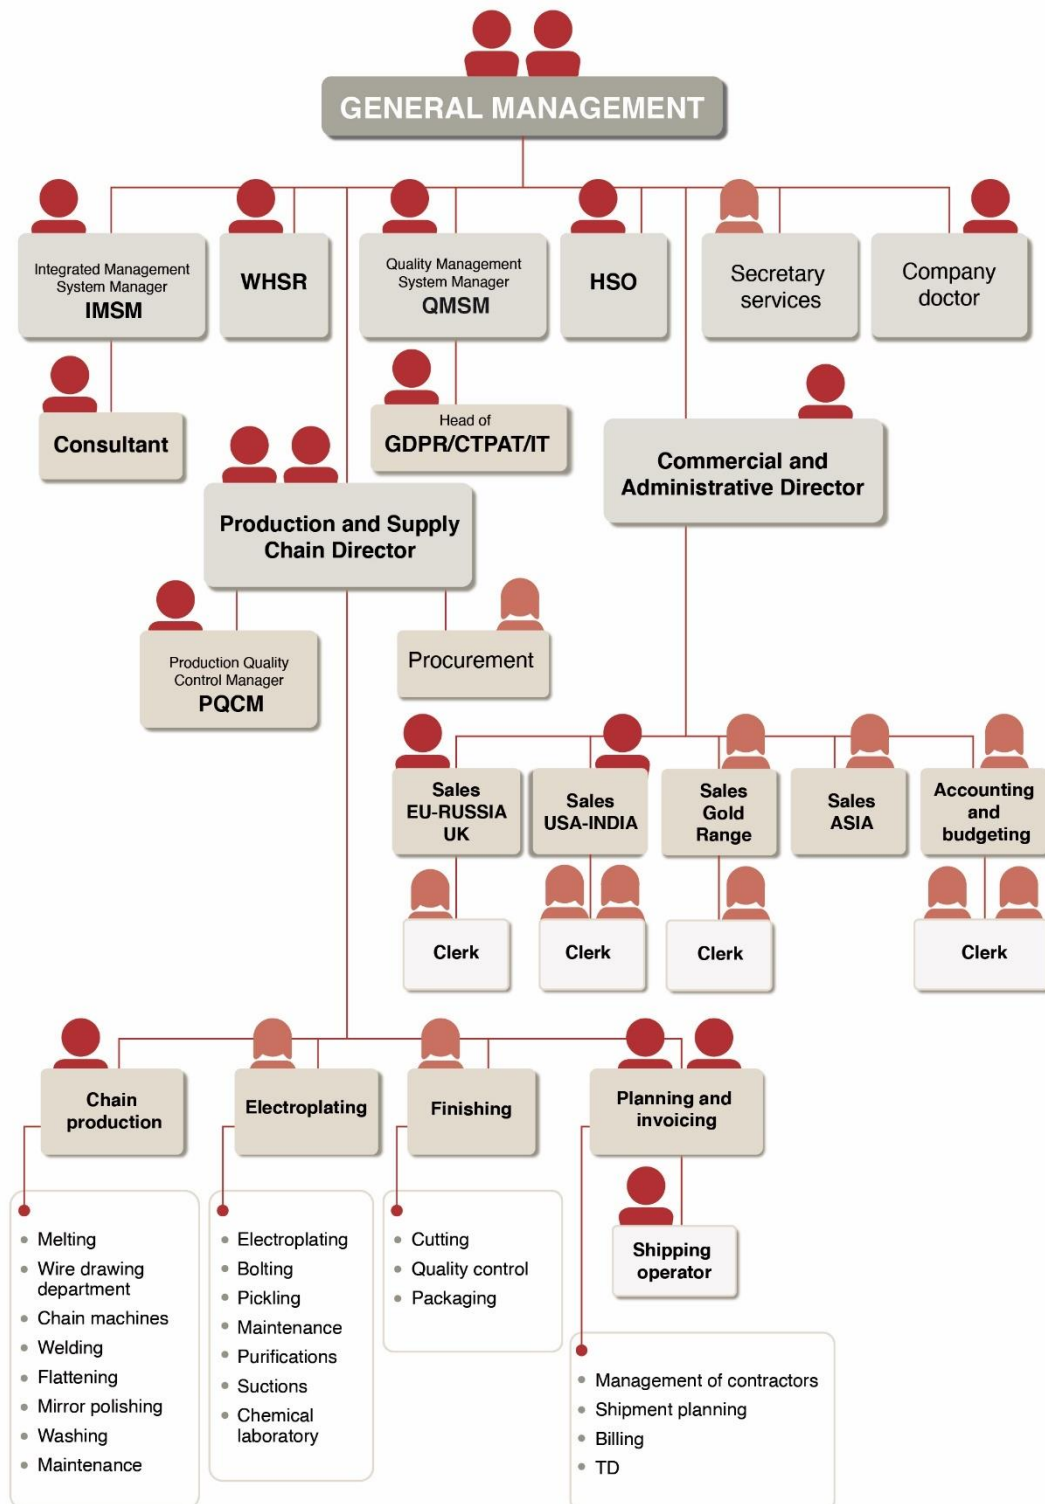 GENERAL MANAGEMENT
Integrated Management
System Manager
IMSM
WHSR
Quality Management
System Manager
QMSM
HSO
Secretary
services
Company
doctor
Consultant
Head of
GDPR/CTPAT/IT
Commercial and
Administrative Director
Production and Supply
Chain Director
Production Quality
Control Manager
PQCM
Procurement
Sales
EU-RUSSIA
UK
Sales
USA-INDIA
Sales
Gold
Range
Sales
ASIA
Accounting
and
budgeting
Clerk
Clerk
Clerk
Clerk
Chain
production
Electroplating
Finishing
Planning and
invoicing
Melting
Wire drawing
department
Chain machines
Welding
Flattening
Mirror polishing
Washing
Maintenance
Electroplating
Bolting
Pickling
Maintenance
Purifications
Suctions
Chemical
laboratory
Cutting
Quality control
Packaging
Shipping
operator
Management of contractors
Shipment planning
Billing
TD